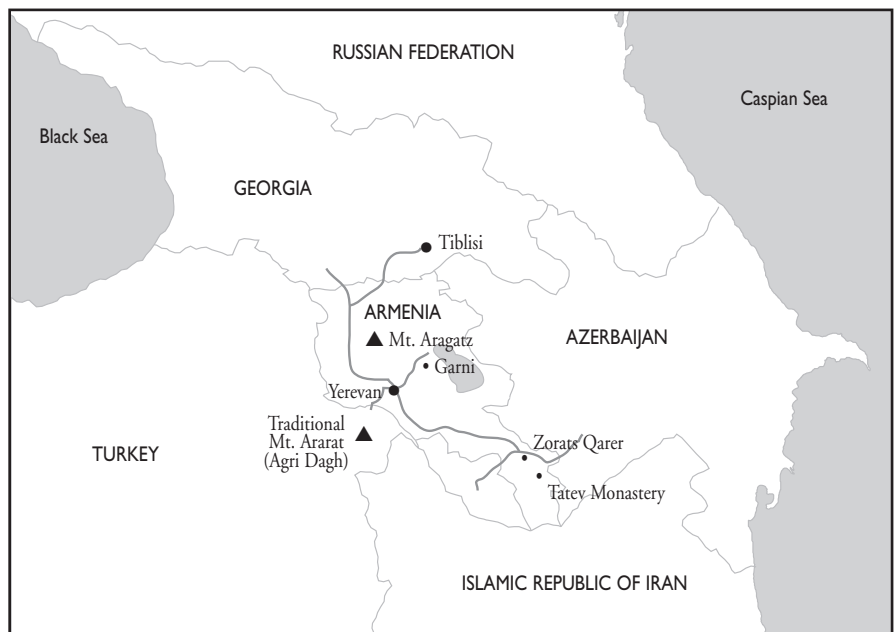 RUSSIAN FEDERATION
Caspian Sea
Black Sea
GEORGIA
Tiblisi
ARMENIA
Mt. Aragatz
AZERBAIJAN
Garni
Yerevan
Traditional
Mt. Ararat
(Agri Dagh)
Zorats Qarer
TURKEY
Tatev Monastery
ISLAMIC REPUBLIC OF IRAN